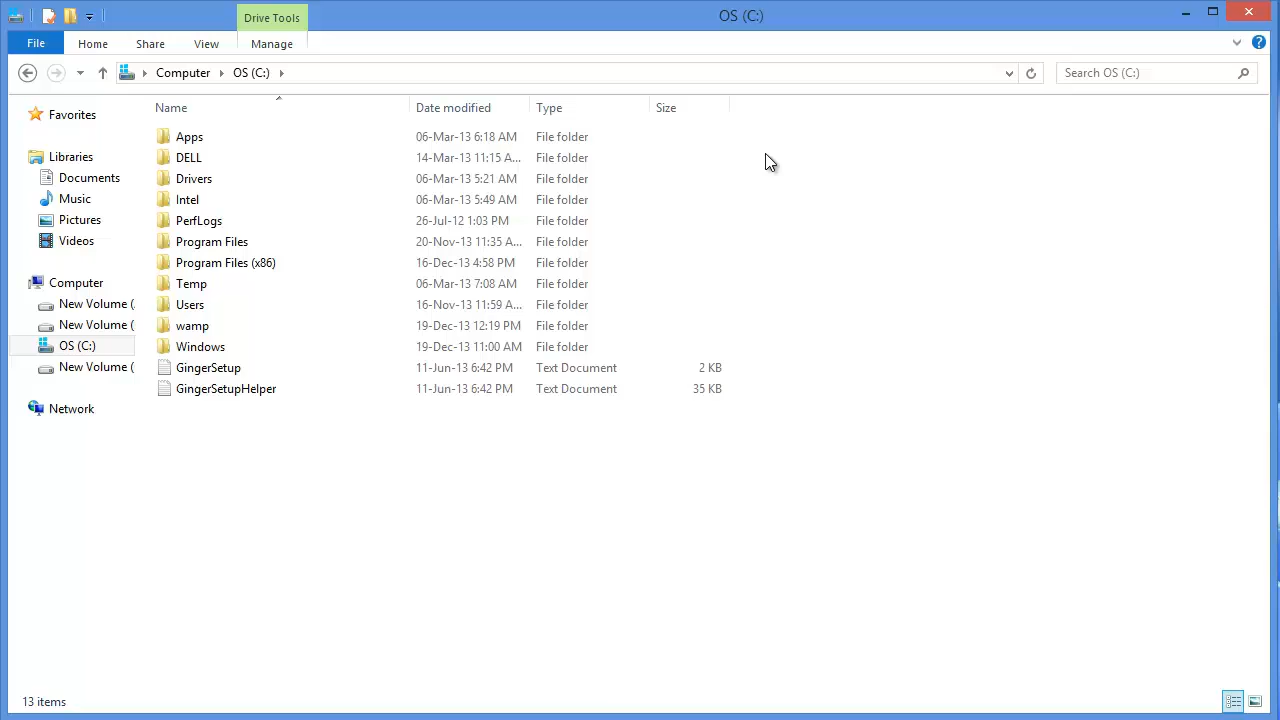 Drive Tools
OS (C:)
File Home Share View Manage
Computer OS (C:) Search OS (C:)
Name Date modified Type Size
Favorites
Libraries
Documents
Music
Pictures
Videos
Computer
New Volume (
New Volume (
OS (C:)
New Volume (
Network
Apps 06-Mar-13 6:18 AM File folder
DELL 14-Mar-13 11:15 A... File folder
Drivers 06-Mar-13 5:21 AM File folder
Intel 06-Mar-13 5:49 AM File folder
PerfLogs 26-Jul-12 1:03 PM File folder
Program Files 20-Nov-13 11:35 A... File folder
Program Files (x86) 16-Dec-13 4:58 PM File folder
Temp 06-Mar-13 7:08 AM File folder
Users 16-Nov-13 11:59 A... File folder
wamp 19-Dec-13 12:19 PM File folder
Windows 19-Dec-13 11:00 AM File folder
GingerSetup 11-Jun-13 6:42 PM Text Document 2 KB
GingerSetupHelper 11-Jun-13 6:42 PM Text Document 35 KB
13 items